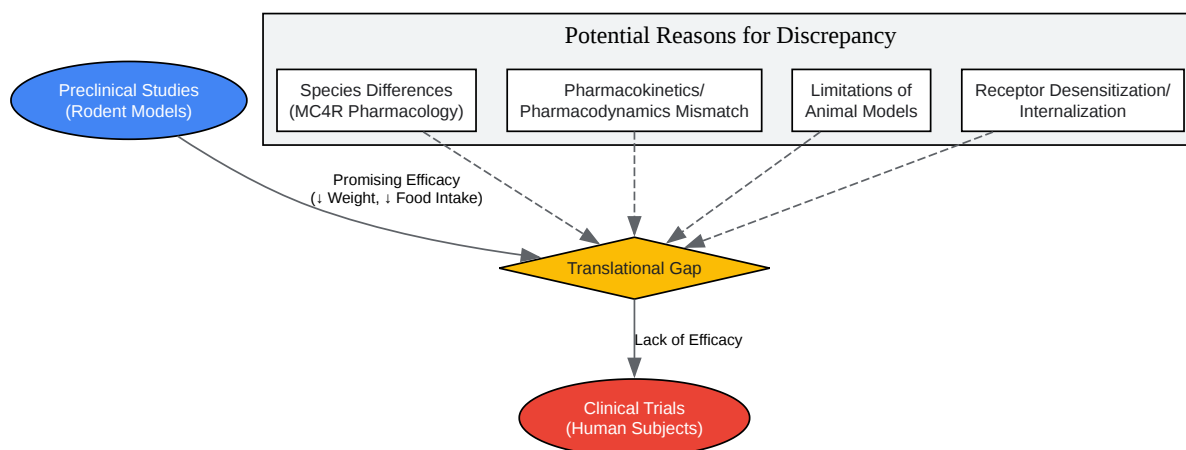 Potential Reasons for Discrepancy
Preclinical Studies
(Rodent Models)
Species Differences
(MC4R Pharmacology)
Pharmacokinetics/
Pharmacodynamics Mismatch
Limitations of
Animal Models
Receptor Desensitization/
Internalization
Promising Efficacy
(↓ Weight, ↓ Food Intake)
Translational Gap
Lack of Efficacy
Clinical Trials
(Human Subjects)